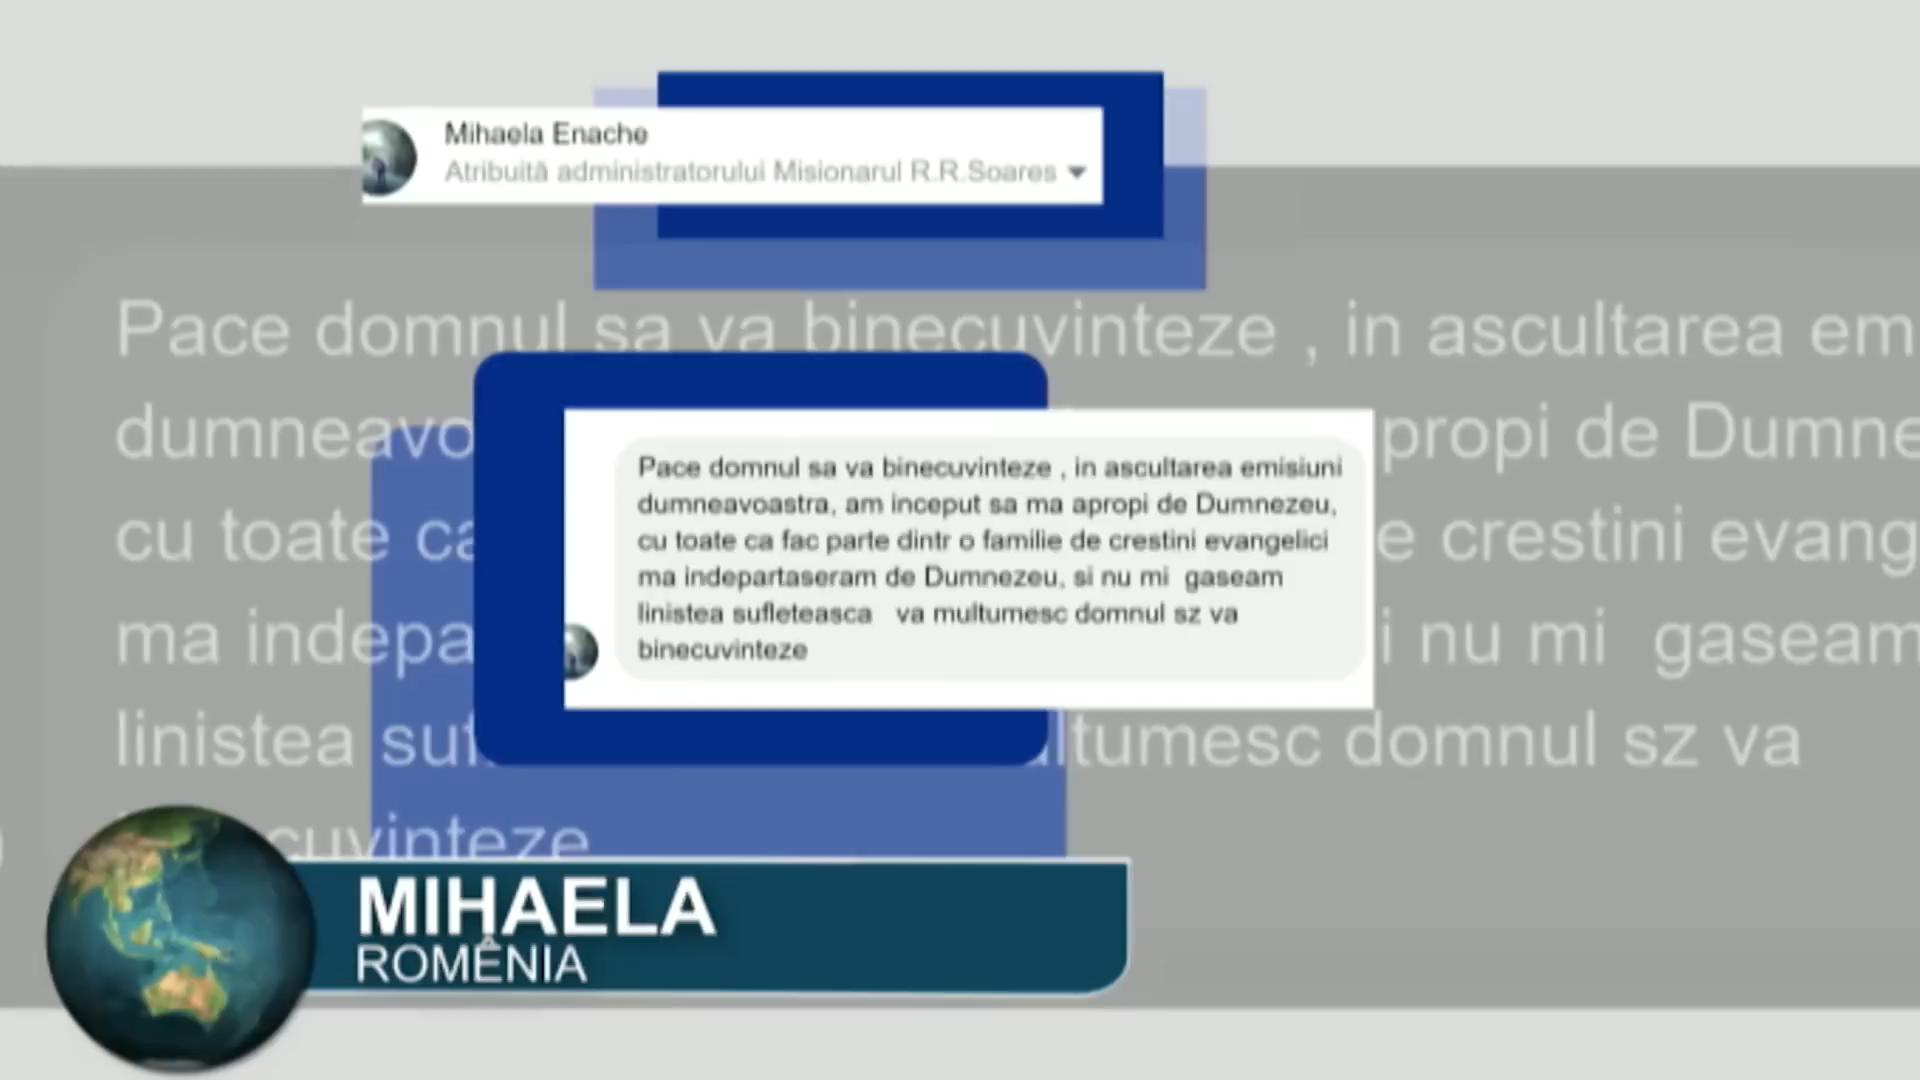 Mihaela Enache
Atribuită administratorului Misionarul R.R.Soares
Pace domnul sa va binecuvinteze , in ascultarea em
dumneavo
propi de Dumne
cu toate ca
e crestini evang
ma indepa
i nu mi gaseam
linistea suf
ltumesc domnul sz va
cuvinteze
Pace domnul sa va binecuvinteze , in ascultarea emisiuni
dumneavoastra, am inceput sa ma apropi de Dumnezeu,
cu toate ca fac parte dintr o familie de crestini evangelici
ma indepartaseram de Dumnezeu, si nu mi gaseam
linistea sufleteasca va multumesc domnul sz va
binecuvinteze
MIHAELA
ROMÊNIA